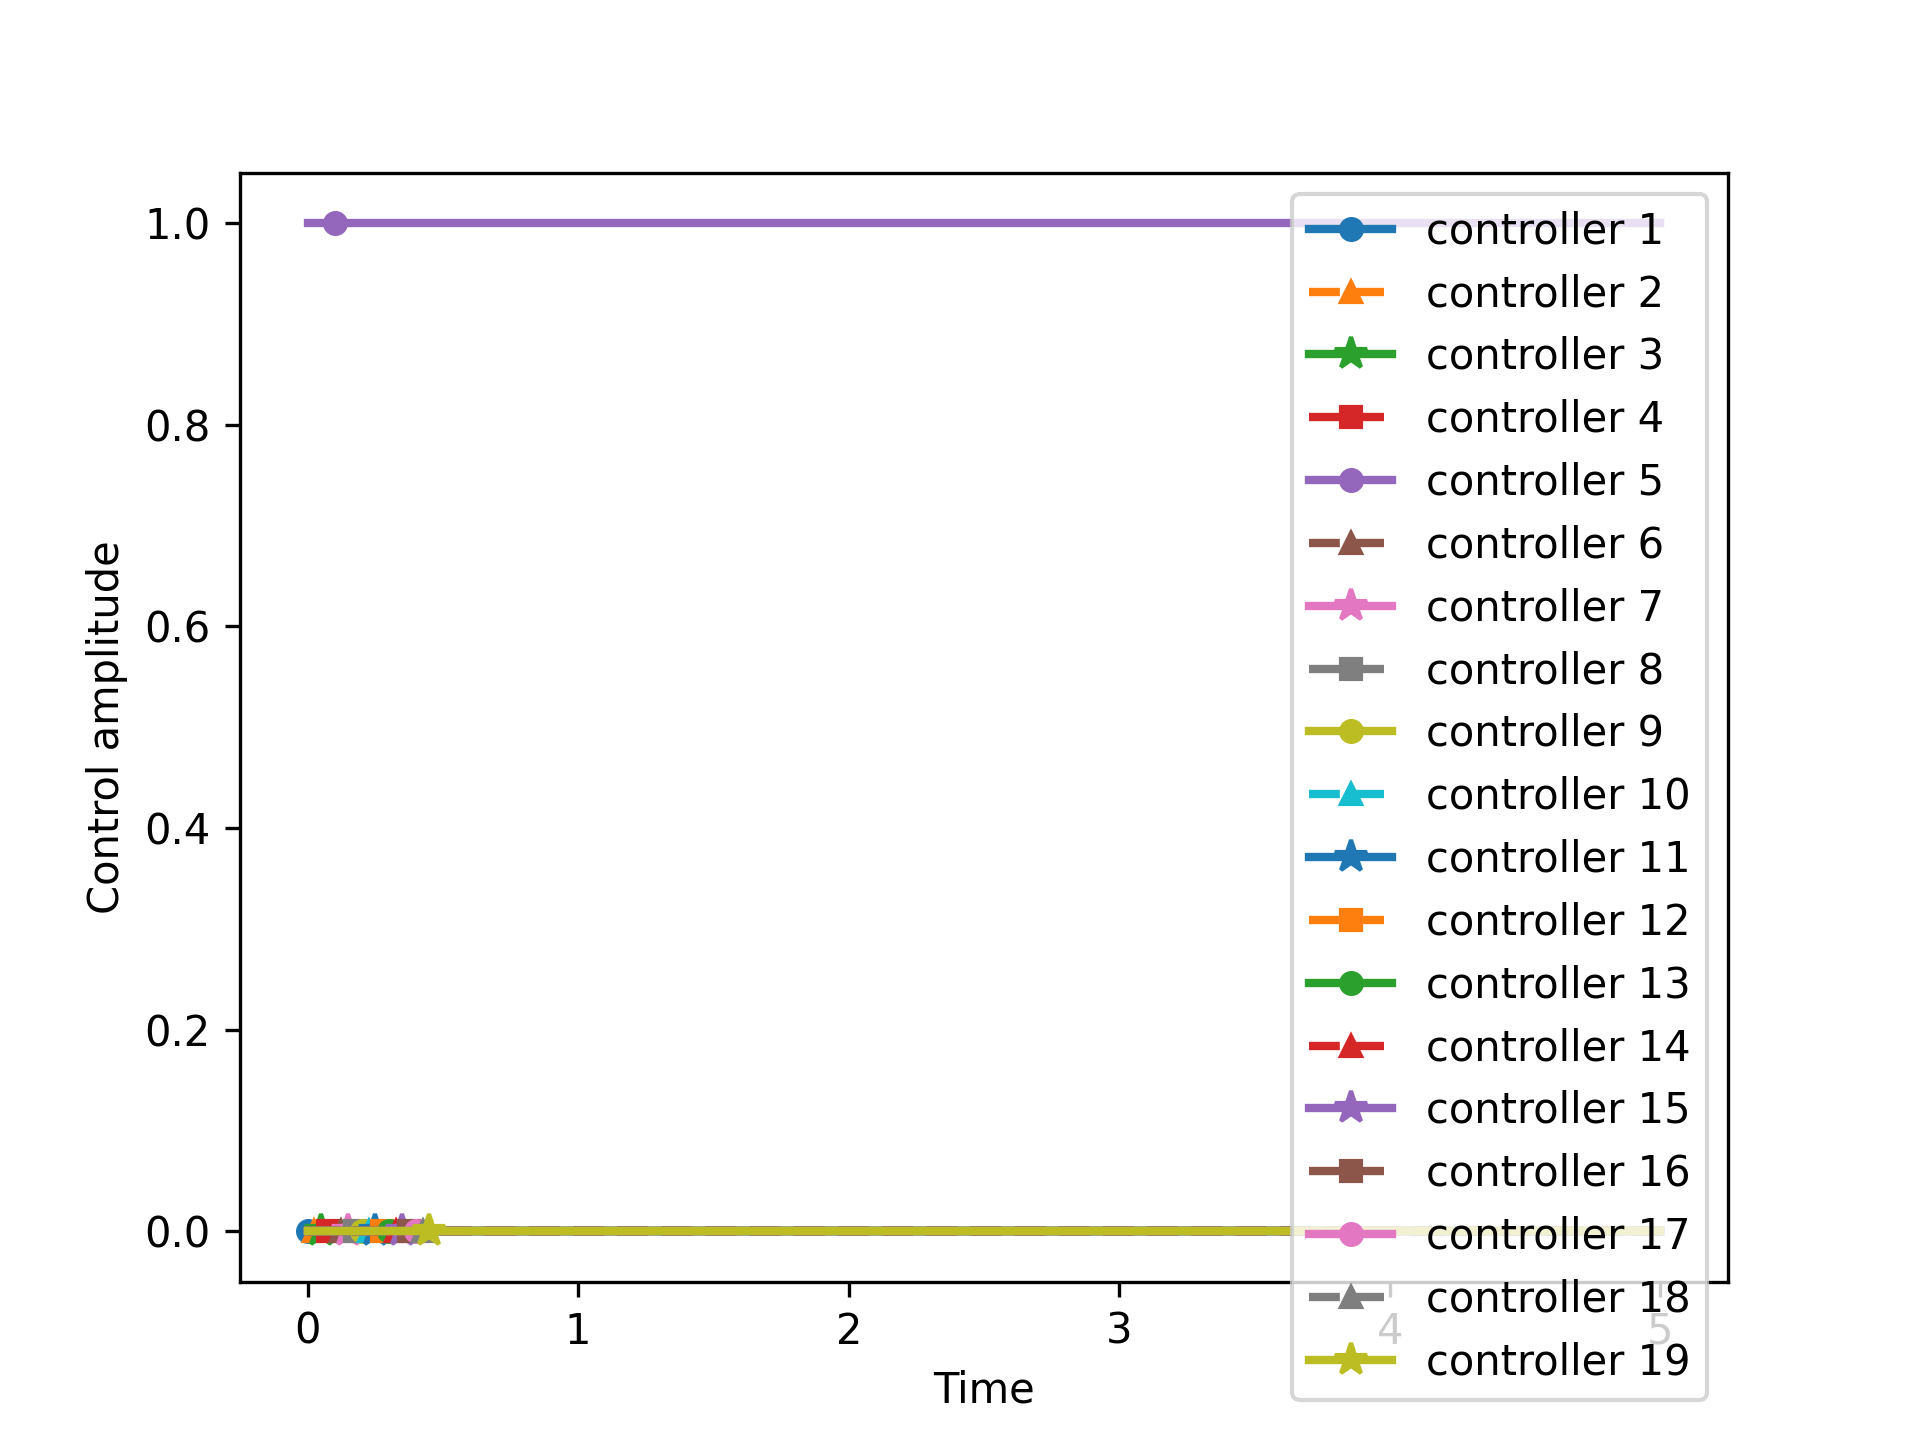 1.0
0.8
0.6
0.4
0.2
0.0
Control amplitude
0 1 2 3 4 5
Time
controller 1
controller 2
controller 3
controller 4
controller 5
controller 6
controller 7
controller 8
controller 9
controller 10
controller 11
controller 12
controller 13
controller 14
controller 15
controller 16
controller 17
controller 18
controller 19